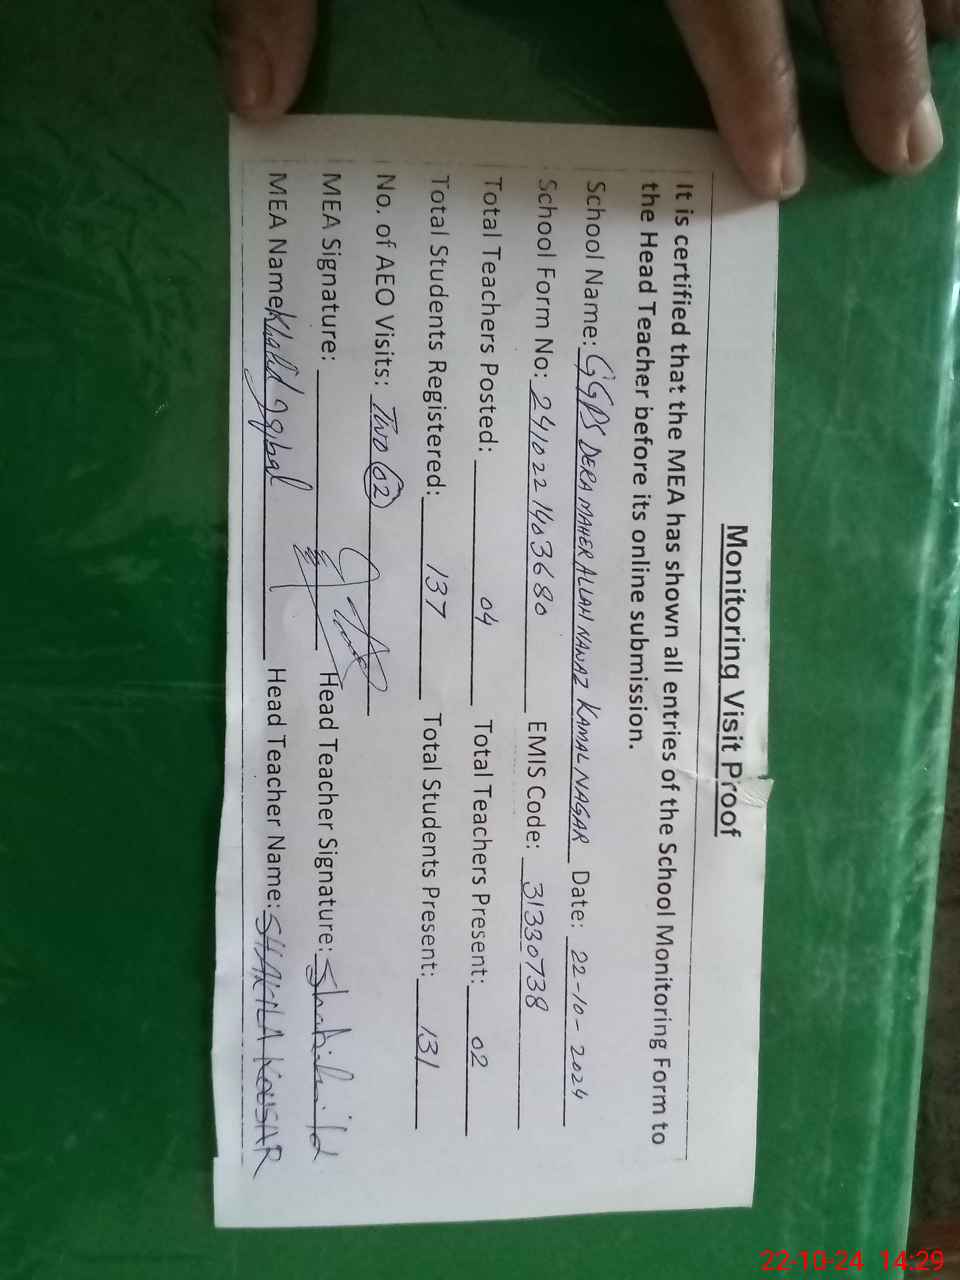 Monitoring Visit Proof
It is certified that the MEA has shown all entries of the School Monitoring Form to
the Head Teacher before its online submission.
School Name: GGPS DERA MAHER ALLAH NAWAZ KAMAL NAGAR Date: 22-10-2024
School Form No: 2410221403680 EMIS Code: 31330738
Total Teachers Posted: 04 Total Teachers Present: 02
Total Students Registered: 137 Total Students Present: 131
No. of AEO Visits: Two 02
MEA Signature: Head Teacher Signature:
MEA Name Khalid Iqbal Head Teacher Name: SHAKILA KOUSAR
22-10-24 14:29